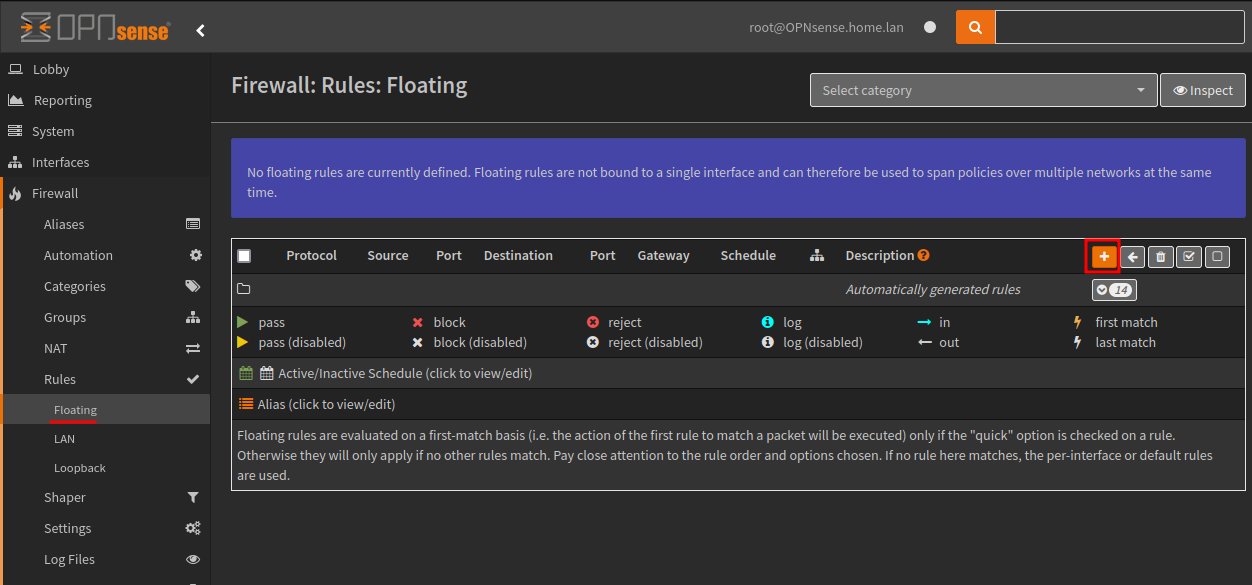 OPNsense
root@OPNsense.home.lan
Lobby
Reporting
System
Interfaces
Firewall
Aliases
Automation
Categories
Groups
NAT
Rules
Floating
LAN
Loopback
Shaper
Settings
Log Files
Firewall: Rules: Floating
Select category
Inspect
No floating rules are currently defined. Floating rules are not bound to a single interface and can therefore be used to span policies over multiple networks at the same
time.
Protocol Source Port Destination Port Gateway Schedule Description
Automatically generated rules 14
pass block reject log in first match
pass (disabled) block (disabled) reject (disabled) log (disabled) out last match
Active/Inactive Schedule (click to view/edit)
Alias (click to view/edit)
Floating rules are evaluated on a first-match basis (i.e. the action of the first rule to match a packet will be executed) only if the "quick" option is checked on a rule.
Otherwise they will only apply if no other rules match. Pay close attention to the rule order and options chosen. If no rule here matches, the per-interface or default rules
are used.